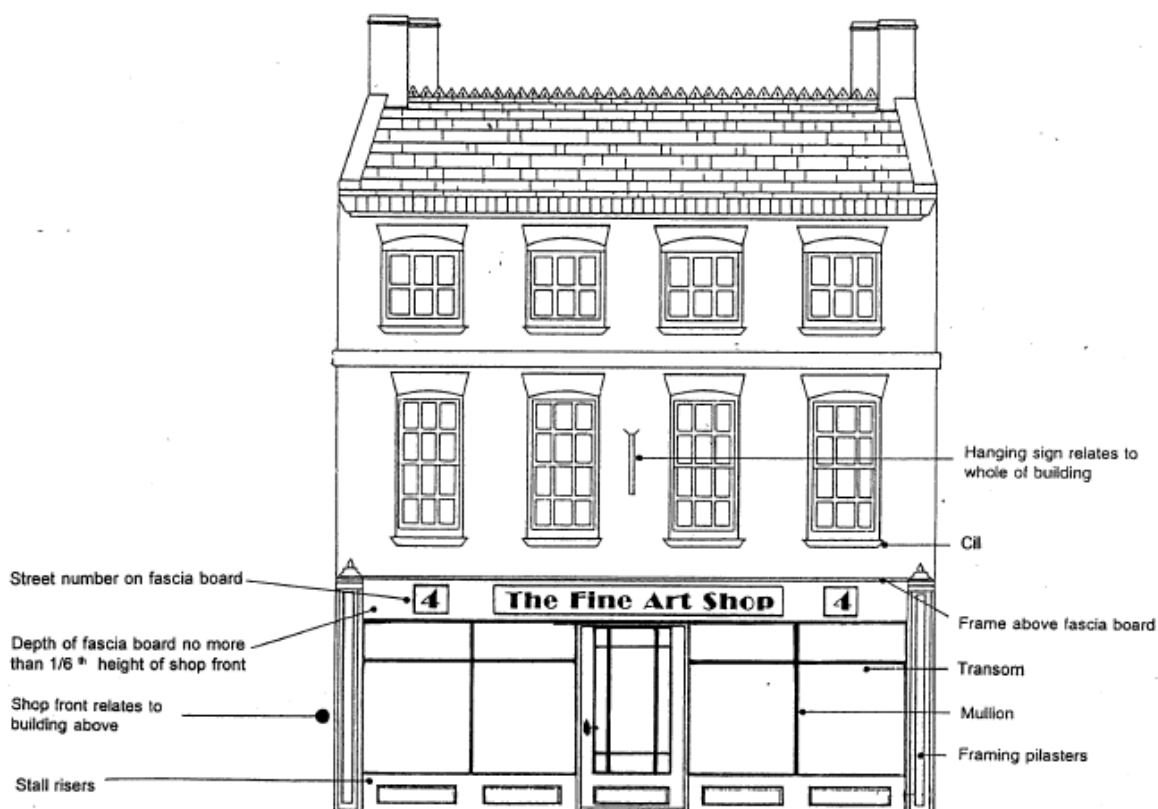 Hanging sign relates to
whole of building
Cill
Street number on fascia board
4 The Fine Art Shop 4
Frame above fascia board
Depth of fascia board no more
than 1/6 th height of shop front
Transom
Shop front relates to
building above
Mullion
Framing pilasters
Stall risers